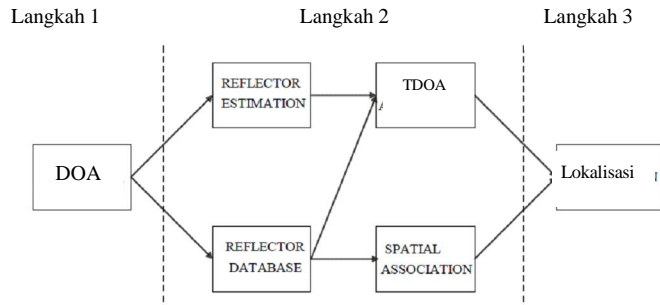 Langkah 1
Langkah 2
Langkah 3
REFLECTOR
ESTIMATION
TDOA
DOA
Lokalisasi
REFLECTOR
DATABASE
SPATIAL
ASSOCIATION